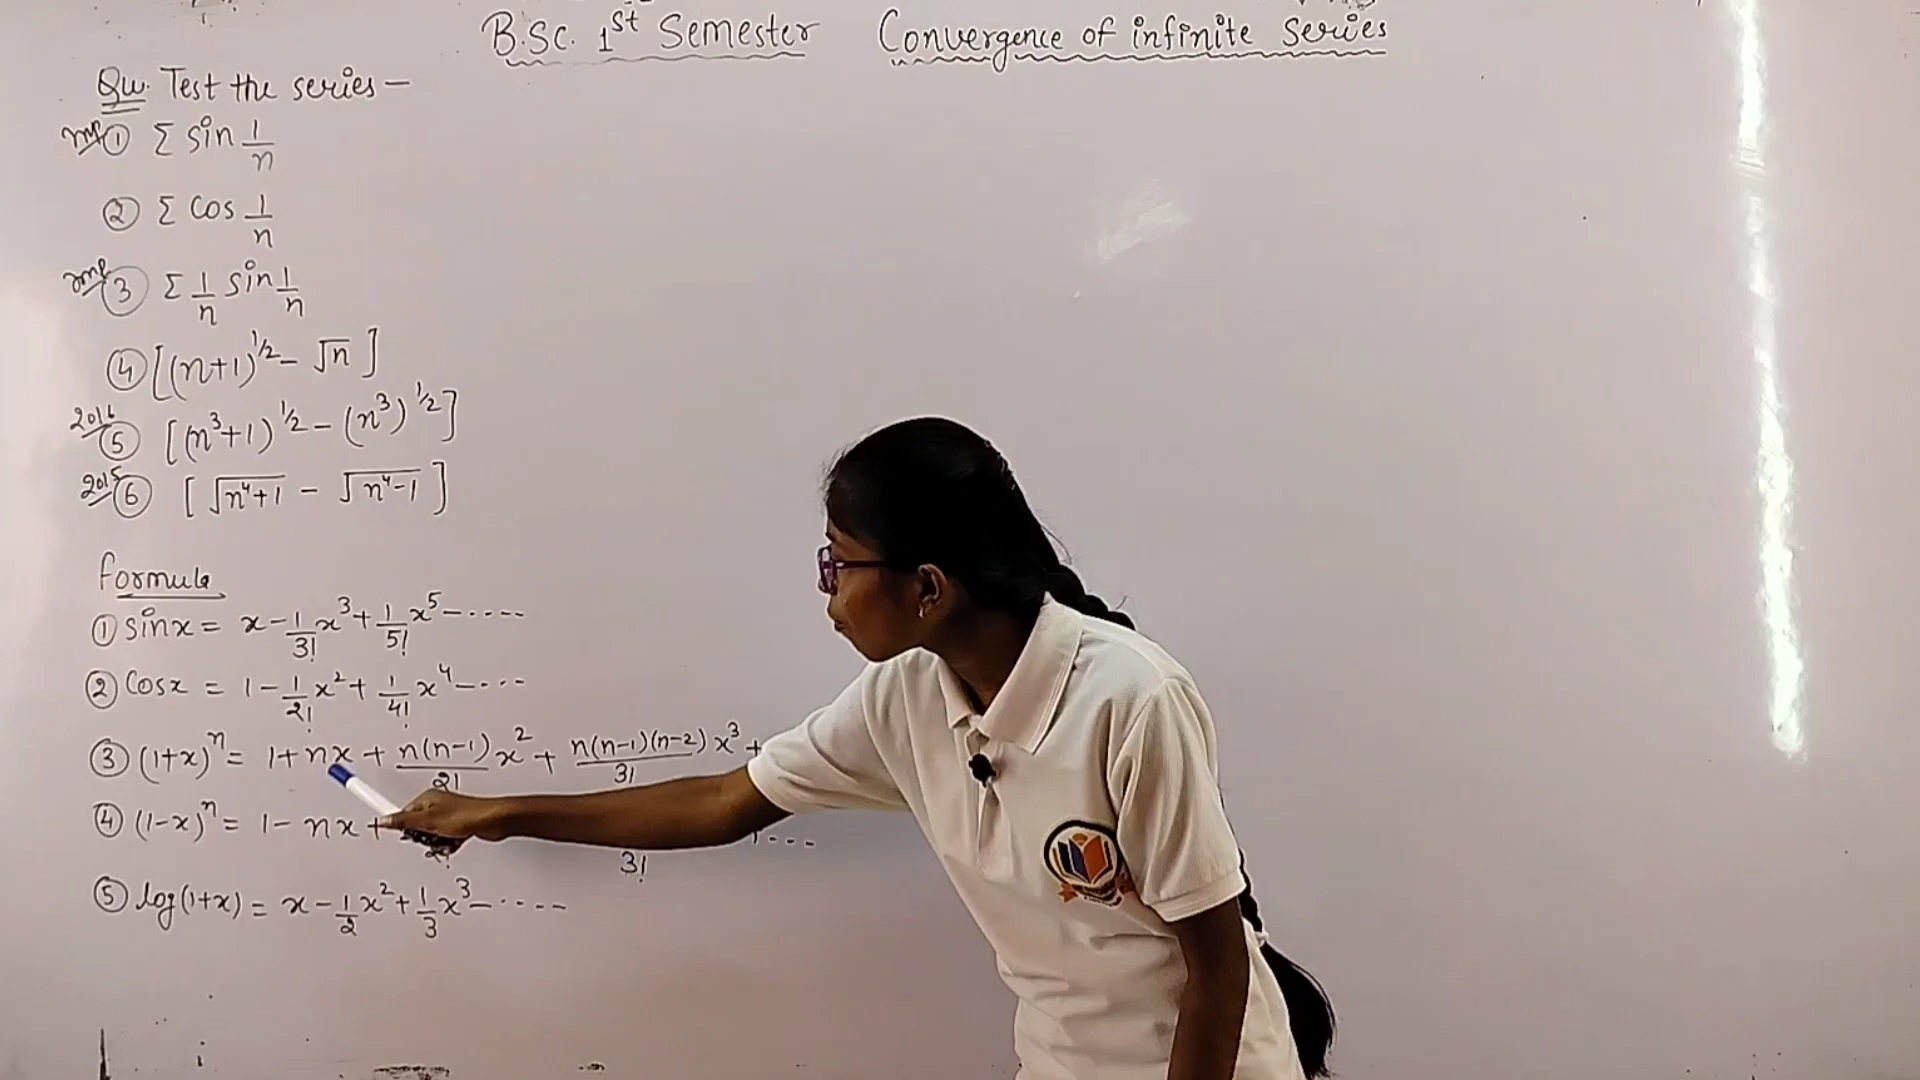 B.Sc. 1st Semester Convergence of infinite series
Qu. Test the series –
Imp ① Σ sin 1/n
② Σ Cos 1/n
Imp ③ Σ 1/n sin 1/n
④ [(n+1)^1/2 – √n ]
2016 ⑤ [(n³+1)^1/2 – (n³)^1/2]
2015 ⑥ [ √n⁴+1 – √n⁴-1 ]
formula
① sinx = x – 1/3! x³ + 1/5! x⁵ – .....
② Cosx = 1 – 1/2! x² + 1/4! x⁴ – ....
③ (1+x)ⁿ = 1 + nx + n(n-1)/2! x² + n(n-1)(n-2)/3! x³ +
④ (1-x)ⁿ = 1 – nx + 2! 3! ...
⑤ log(1+x) = x – 1/2 x² + 1/3 x³ – .....